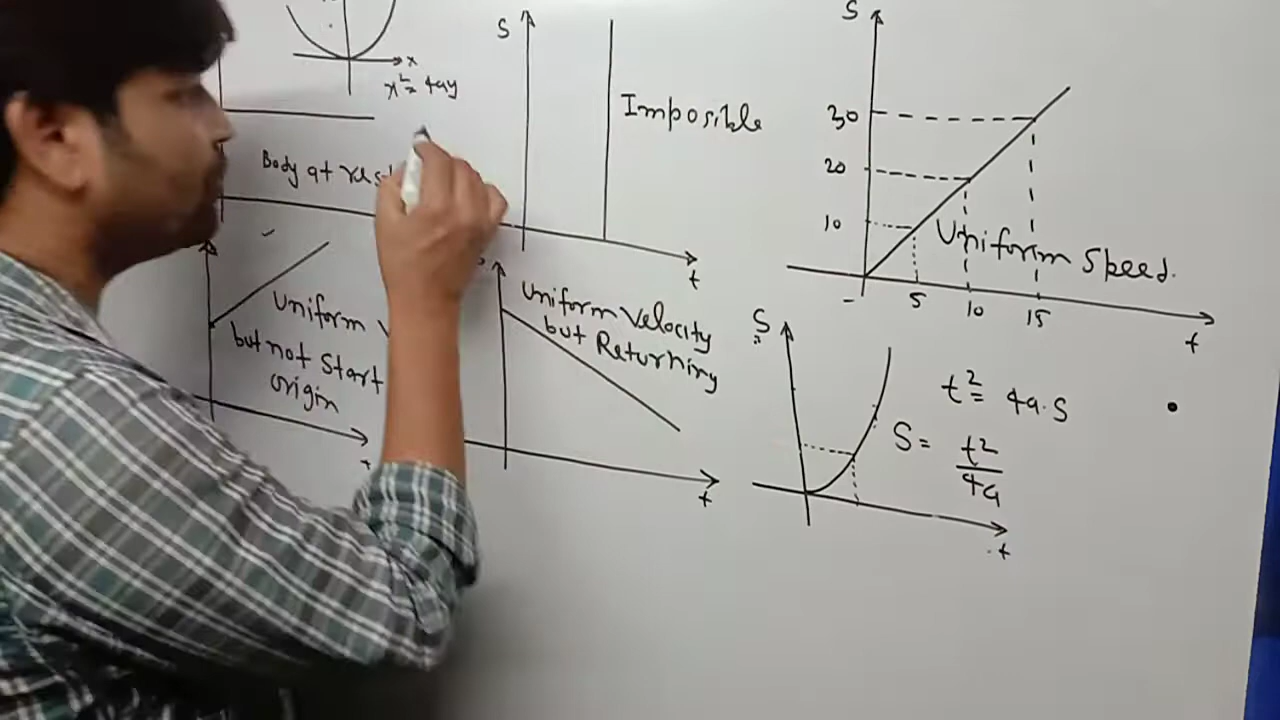 x
x² = 4ay
Body at
S
Imposible
t
S
30
20
10
Uniform Speed.
5
10
15
t
Uniform
but not Start
origin
t
Uniform Velocity
but Returning
t
S
t² = 4a.S
S = t²
4a
t